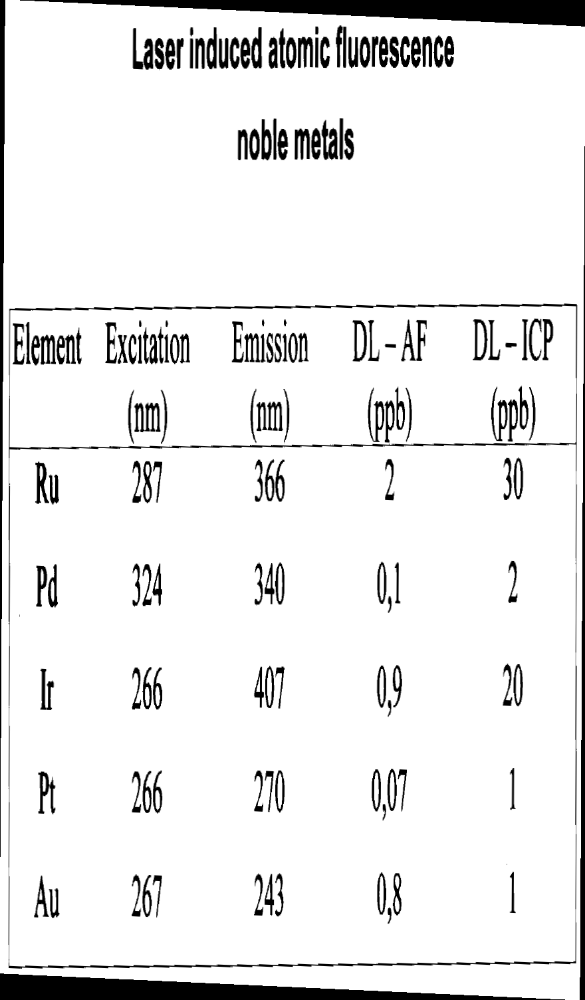 Laser induced atomic fluorescence
noble metals
Element Excitation Emission DL – AF DL – ICP
(nm) (nm) (ppb) (ppb)
Ru 287 366 2 30
Pd 324 340 0,1 2
Ir 266 407 0,9 20
Pt 266 270 0,07 1
Au 267 243 0,8 1